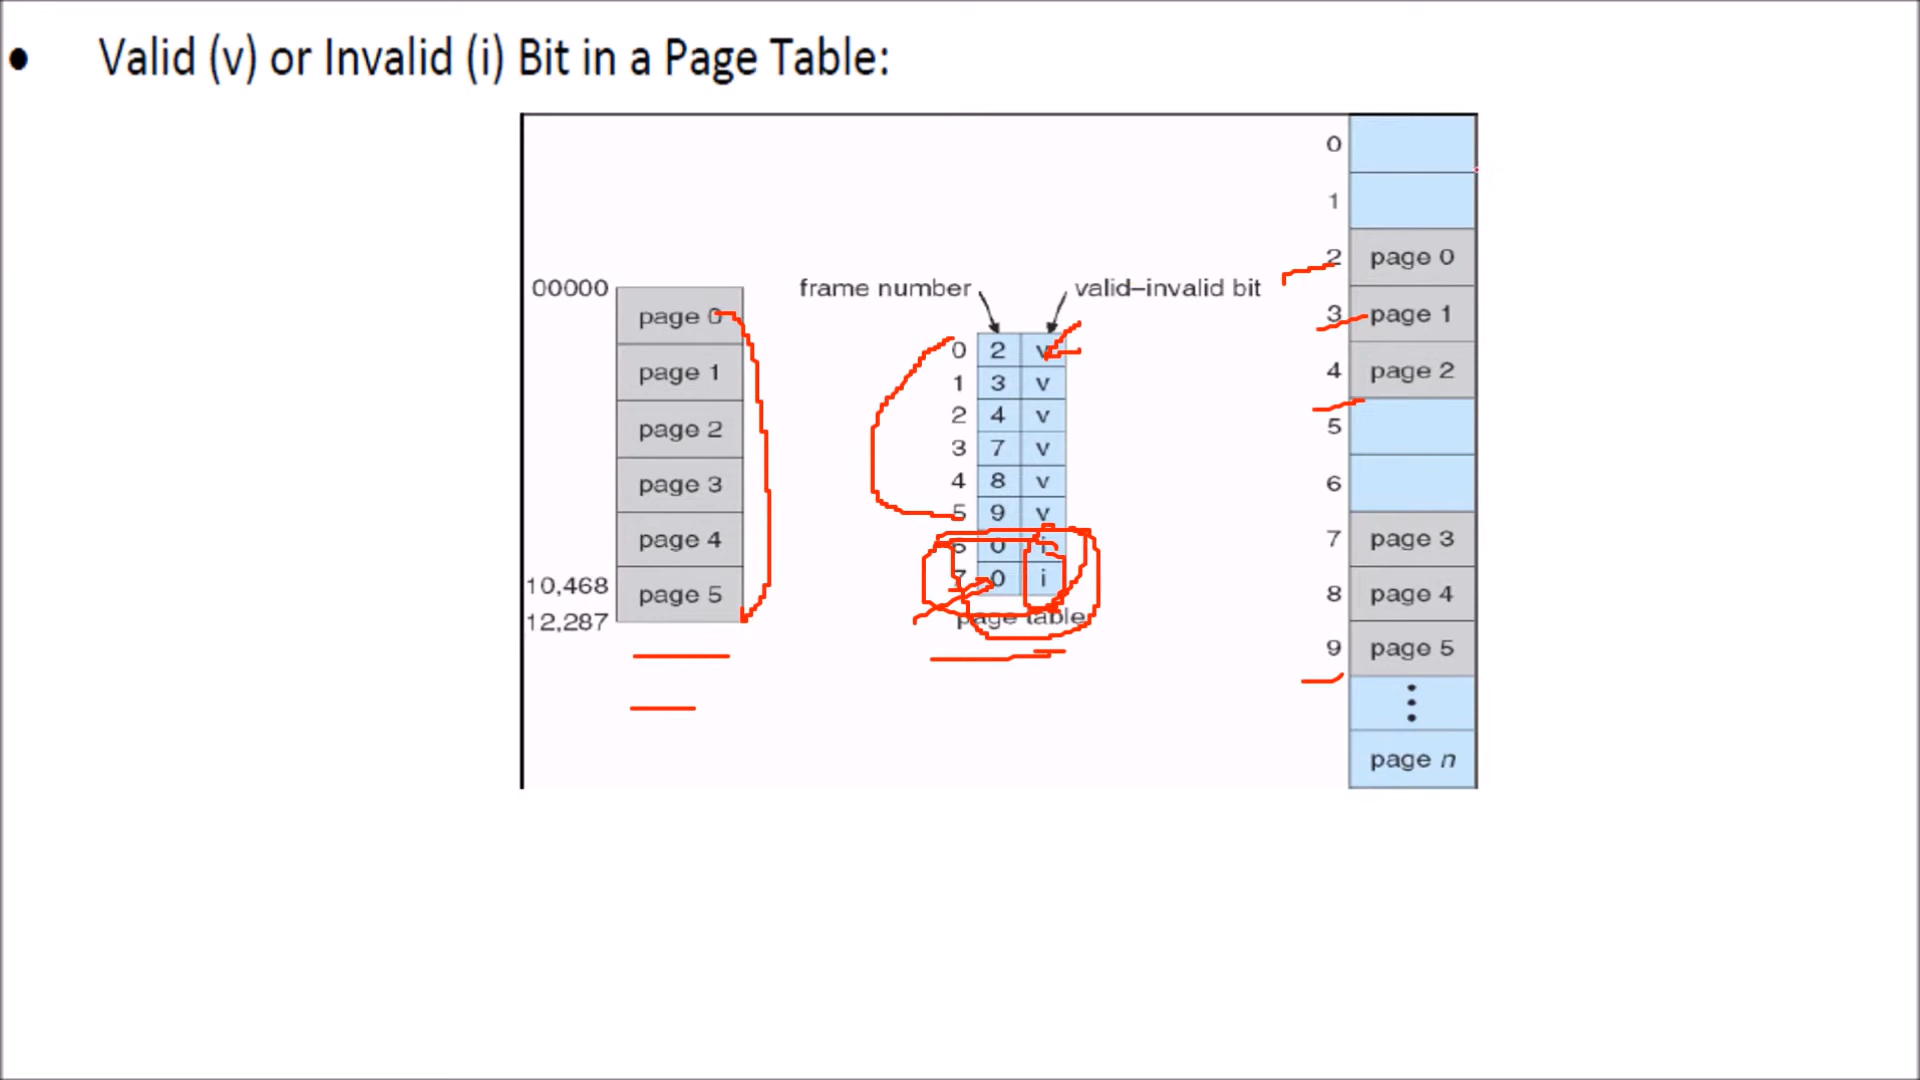 • Valid (v) or Invalid (i) Bit in a Page Table:
00000
page 0
page 1
page 2
page 3
page 4
10,468
page 5
12,287
frame number
valid–invalid bit
0 2 v
1 3 v
2 4 v
3 7 v
4 8 v
5 9 v
6 0 i
7 0 i
page table
0
1
2 page 0
3 page 1
4 page 2
5
6
7 page 3
8 page 4
9 page 5
page n